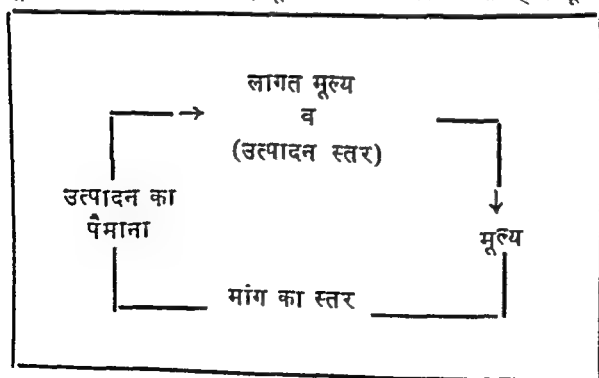 लागत मूल्य
व
(उत्पादन स्तर)
उत्पादन का
पैमाना
मूल्य
मांग का स्तर